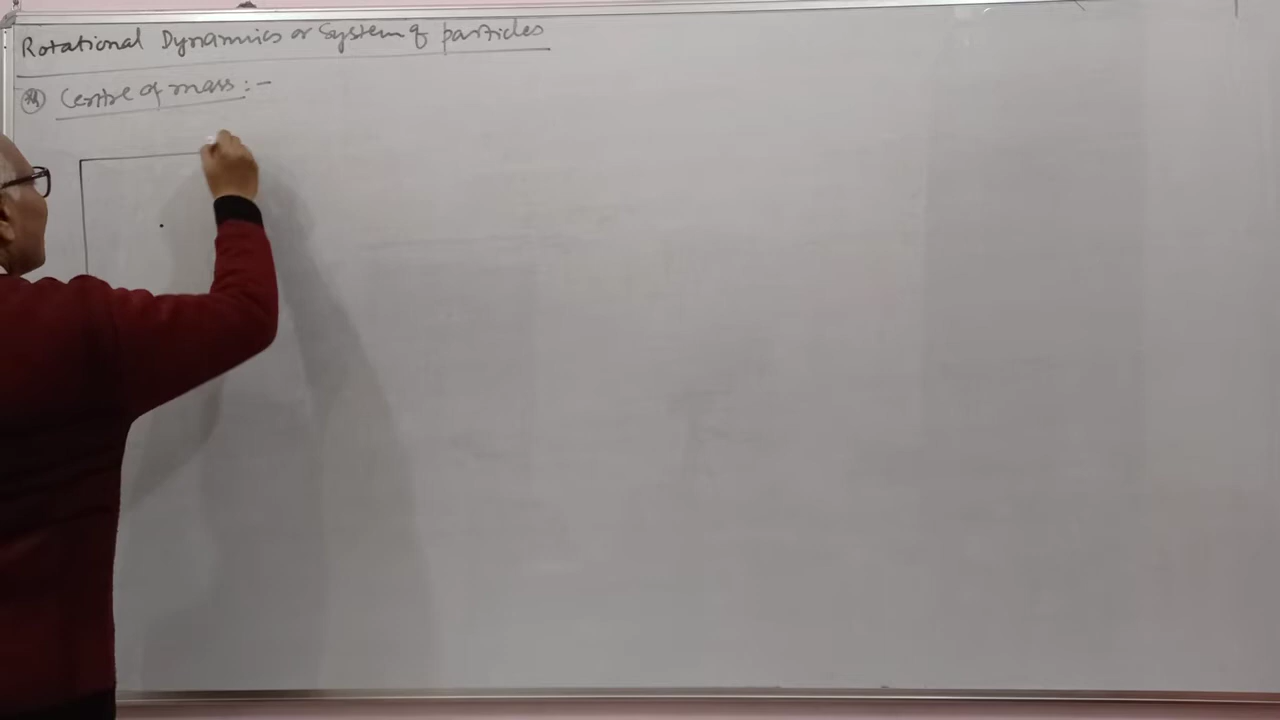 Rotational Dynamics or System of particles
Centre of mass :-